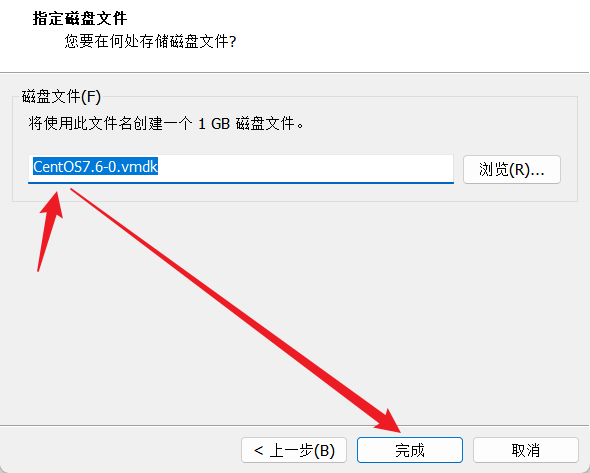 指定磁盘文件
您要在何处存储磁盘文件?
磁盘文件(F)
将使用此文件名创建一个 1 GB 磁盘文件。
CentOS7.6-0.vmdk
浏览(R)...
< 上一步(B)
完成
取消